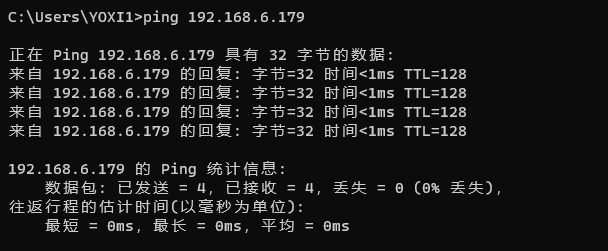 C:\Users\YOXI1>ping 192.168.6.179
正在 Ping 192.168.6.179 具有 32 字节的数据:
来自 192.168.6.179 的回复: 字节=32 时间<1ms TTL=128
来自 192.168.6.179 的回复: 字节=32 时间<1ms TTL=128
来自 192.168.6.179 的回复: 字节=32 时间<1ms TTL=128
来自 192.168.6.179 的回复: 字节=32 时间<1ms TTL=128
192.168.6.179 的 Ping 统计信息:
数据包: 已发送 = 4，已接收 = 4，丢失 = 0 (0% 丢失)，
往返行程的估计时间(以毫秒为单位):
最短 = 0ms，最长 = 0ms，平均 = 0ms